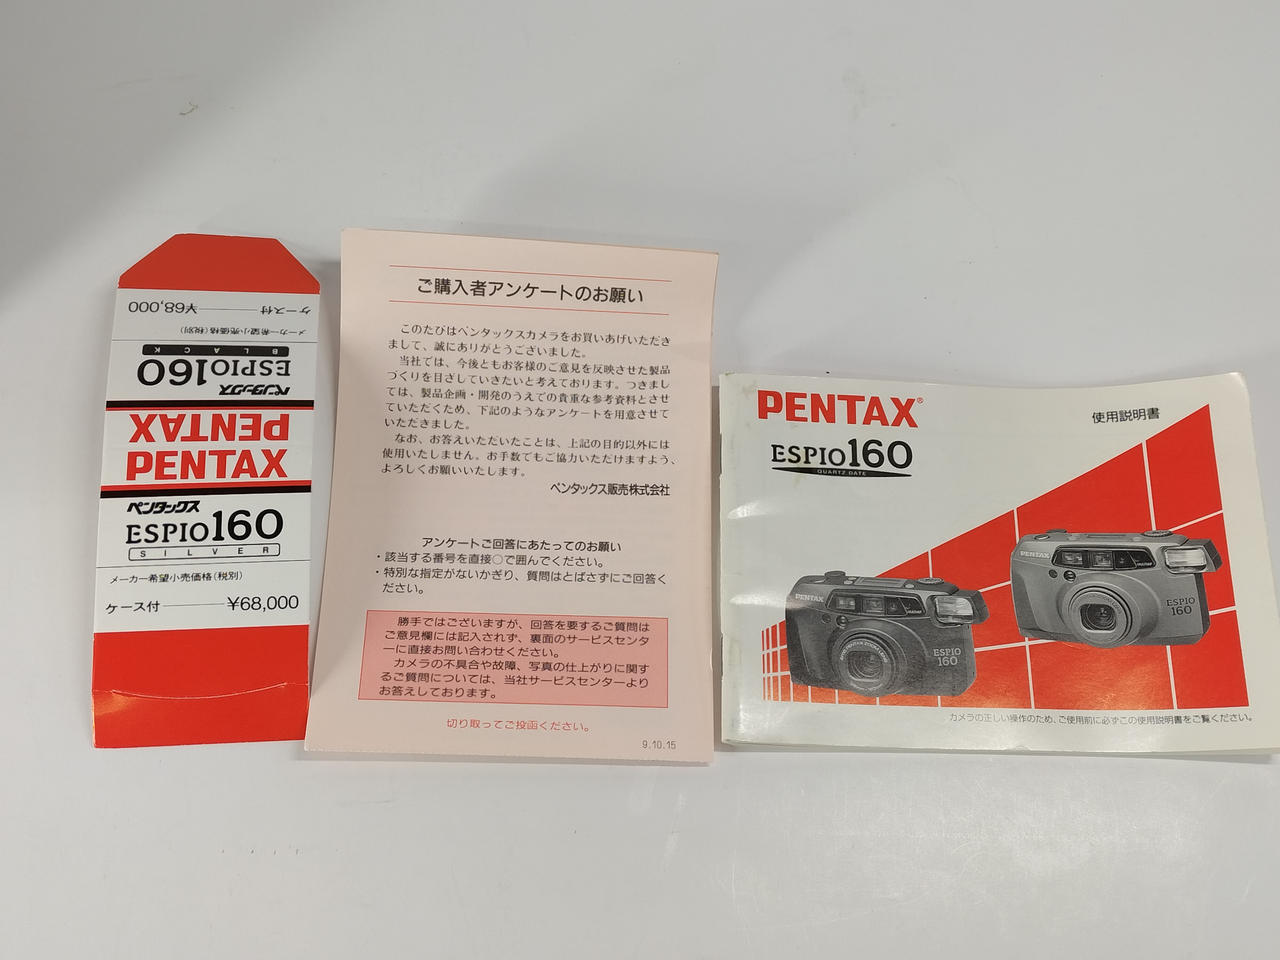 ケース付 ¥68,000
メーカー希望小売価格(税別)
BLACK
ESPIO160
ペンタックス
PENTAX
PENTAX
ペンタックス
ESPIO160
SILVER
メーカー希望小売価格(税別)
ケース付 ¥68,000
ご購入者アンケートのお願い
このたびはペンタックスカメラをお買いあげいただき
まして、誠にありがとうございました。
当社では、今後ともお客様のご意見を反映させた製品
づくりを目ざしていきたいと考えております。つきまし
ては、製品企画・開発のうえでの貴重な参考資料とさせ
ていただくため、下記のようなアンケートを用意させて
いただきました。
なお、お答えいただいたことは、上記の目的以外には
使用いたしません。お手数でもご協力いただけますよう、
よろしくお願いいたします。
ペンタックス販売株式会社
アンケートご回答にあたってのお願い
・該当する番号を直接○で囲んでください。
・特別な指定がないかぎり、質問はとばさずにご回答く
ださい。
勝手ではございますが、回答を要するご質問は
ご意見欄には記入されず、裏面のサービスセンタ
ーに直接お問い合わせください。
カメラの不具合や故障、写真の仕上がりに関す
るご質問については、当社サービスセンターより
お答えしております。
切り取ってご投函ください。
9.10.15
PENTAX®
使用説明書
ESPIO160
QUARTZ DATE
PENTAX
ESPIO
160
PENTAX
ESPIO
160
カメラの正しい操作のため、ご使用前に必ずこの使用説明書をご覧ください。